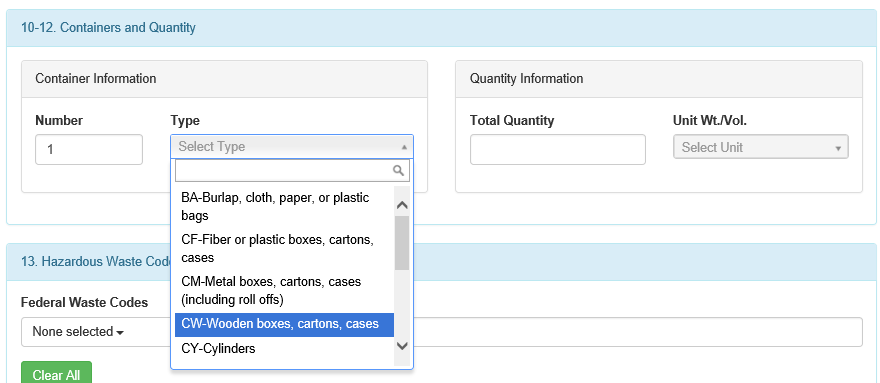 10-12. Containers and Quantity
Container Information
Number
Type
1
Select Type
BA-Burlap, cloth, paper, or plastic
bags
CF-Fiber or plastic boxes, cartons,
cases
CM-Metal boxes, cartons, cases
(including roll offs)
CW-Wooden boxes, cartons, cases
CY-Cylinders
Quantity Information
Total Quantity
Unit Wt./Vol.
Select Unit
13. Hazardous Waste Cod
Federal Waste Codes
None selected
Clear All